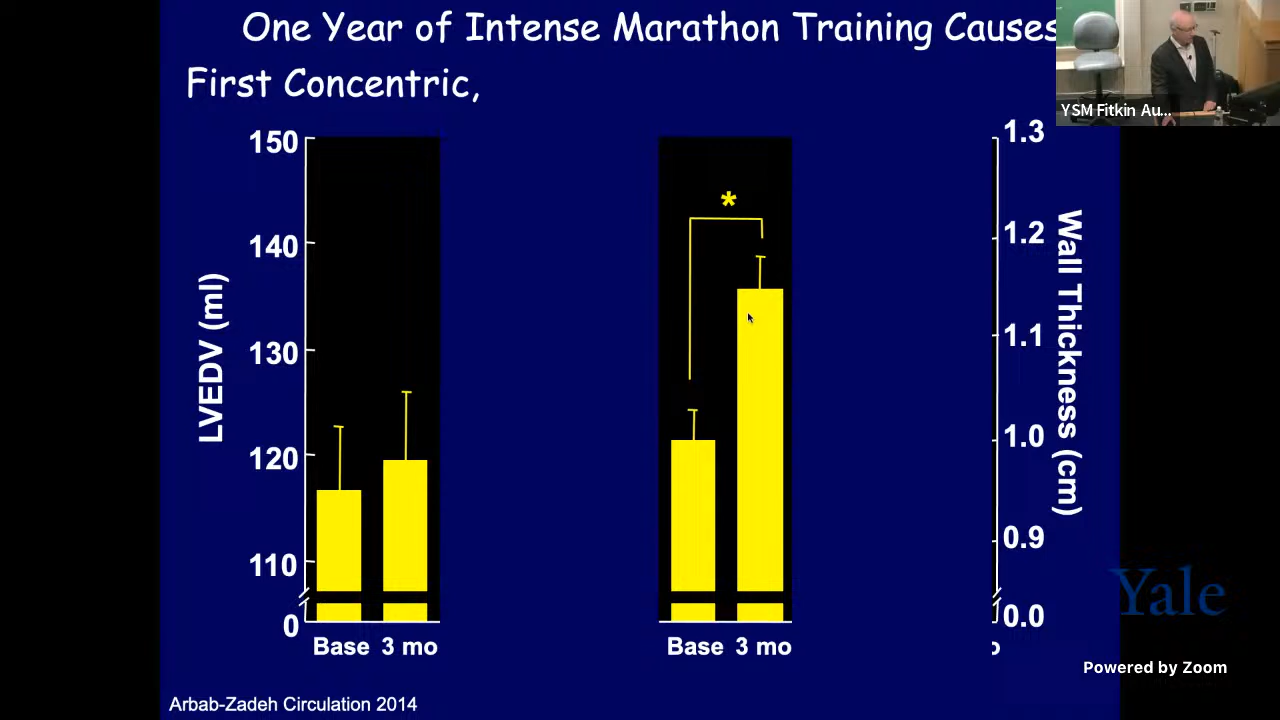 One Year of Intense Marathon Training Causes
First Concentric,
YSM Fitkin Au...
150
140
130
120
110
0
LVEDV (ml)
*
1.3
1.2
1.1
1.0
0.9
0.0
Wall Thickness (cm)
Base 3 mo
Base 3 mo
o
Yale
Powered by Zoom
Arbab-Zadeh Circulation 2014